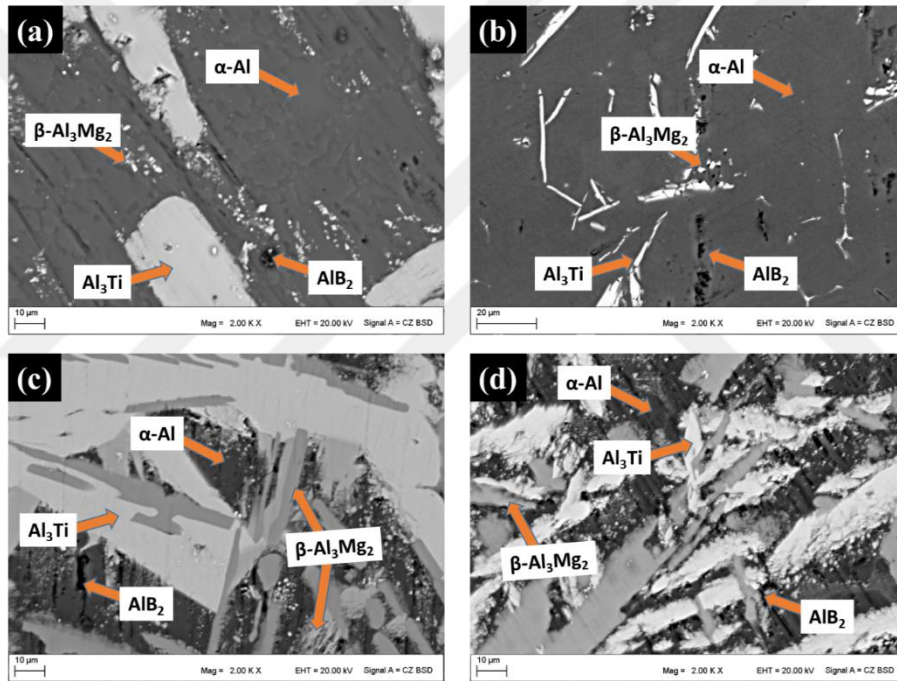 (a)
α-Al
β-Al₃Mg₂
Al₃Ti
AlB₂
10 µm
Mag = 2.00 K X EHT = 20.00 kV Signal A = CZ BSD
(b)
α-Al
β-Al₃Mg₂
Al₃Ti
AlB₂
20 µm
Mag = 2.00 K X EHT = 20.00 kV Signal A = CZ BSD
(c)
α-Al
Al₃Ti
β-Al₃Mg₂
AlB₂
10 µm
Mag = 2.00 K X EHT = 20.00 kV Signal A = CZ BSD
(d)
α-Al
Al₃Ti
β-Al₃Mg₂
AlB₂
10 µm
Mag = 2.00 K X EHT = 20.00 kV Signal A = CZ BSD